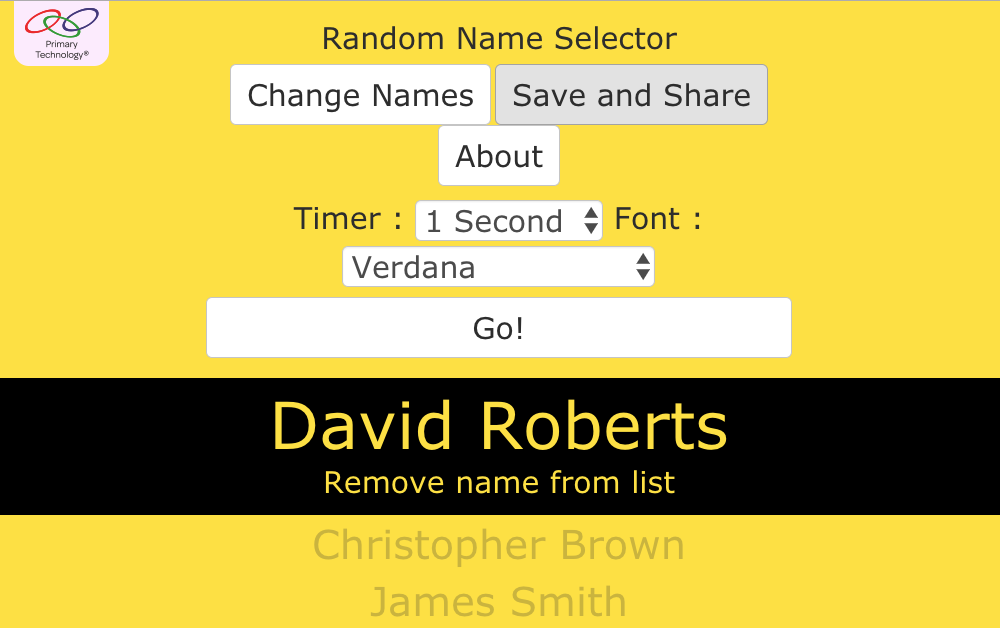 Primary
Technology®
Random Name Selector
Change Names Save and Share
About
Timer : 1 Second Font :
Verdana
Go!
David Roberts
Remove name from list
Christopher Brown
James Smith